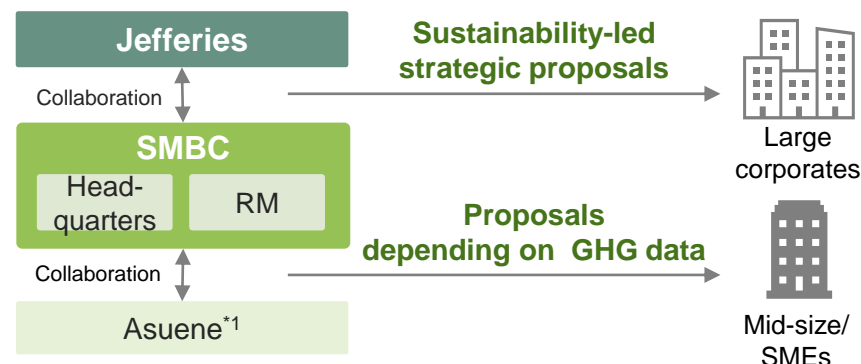 Jefferies
Collaboration
SMBC
Head-
quarters
RM
Collaboration
Asuene*1
Sustainability-led
strategic proposals
Proposals
depending on GHG data
Large
corporates
Mid-size/
SMEs